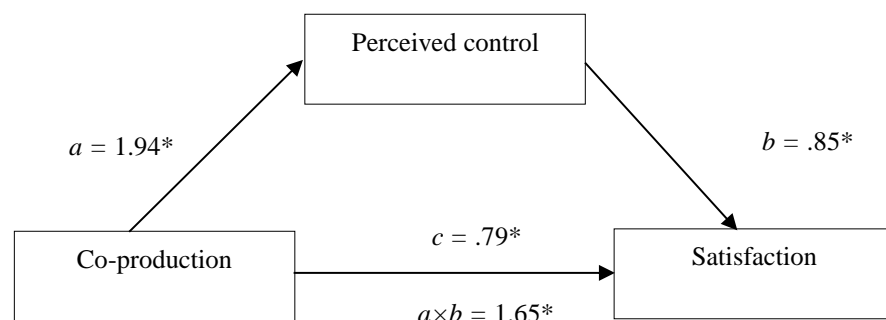 Perceived control
a = 1.94*
b = .85*
c = .79*
Co-production
Satisfaction
a×b = 1.65*